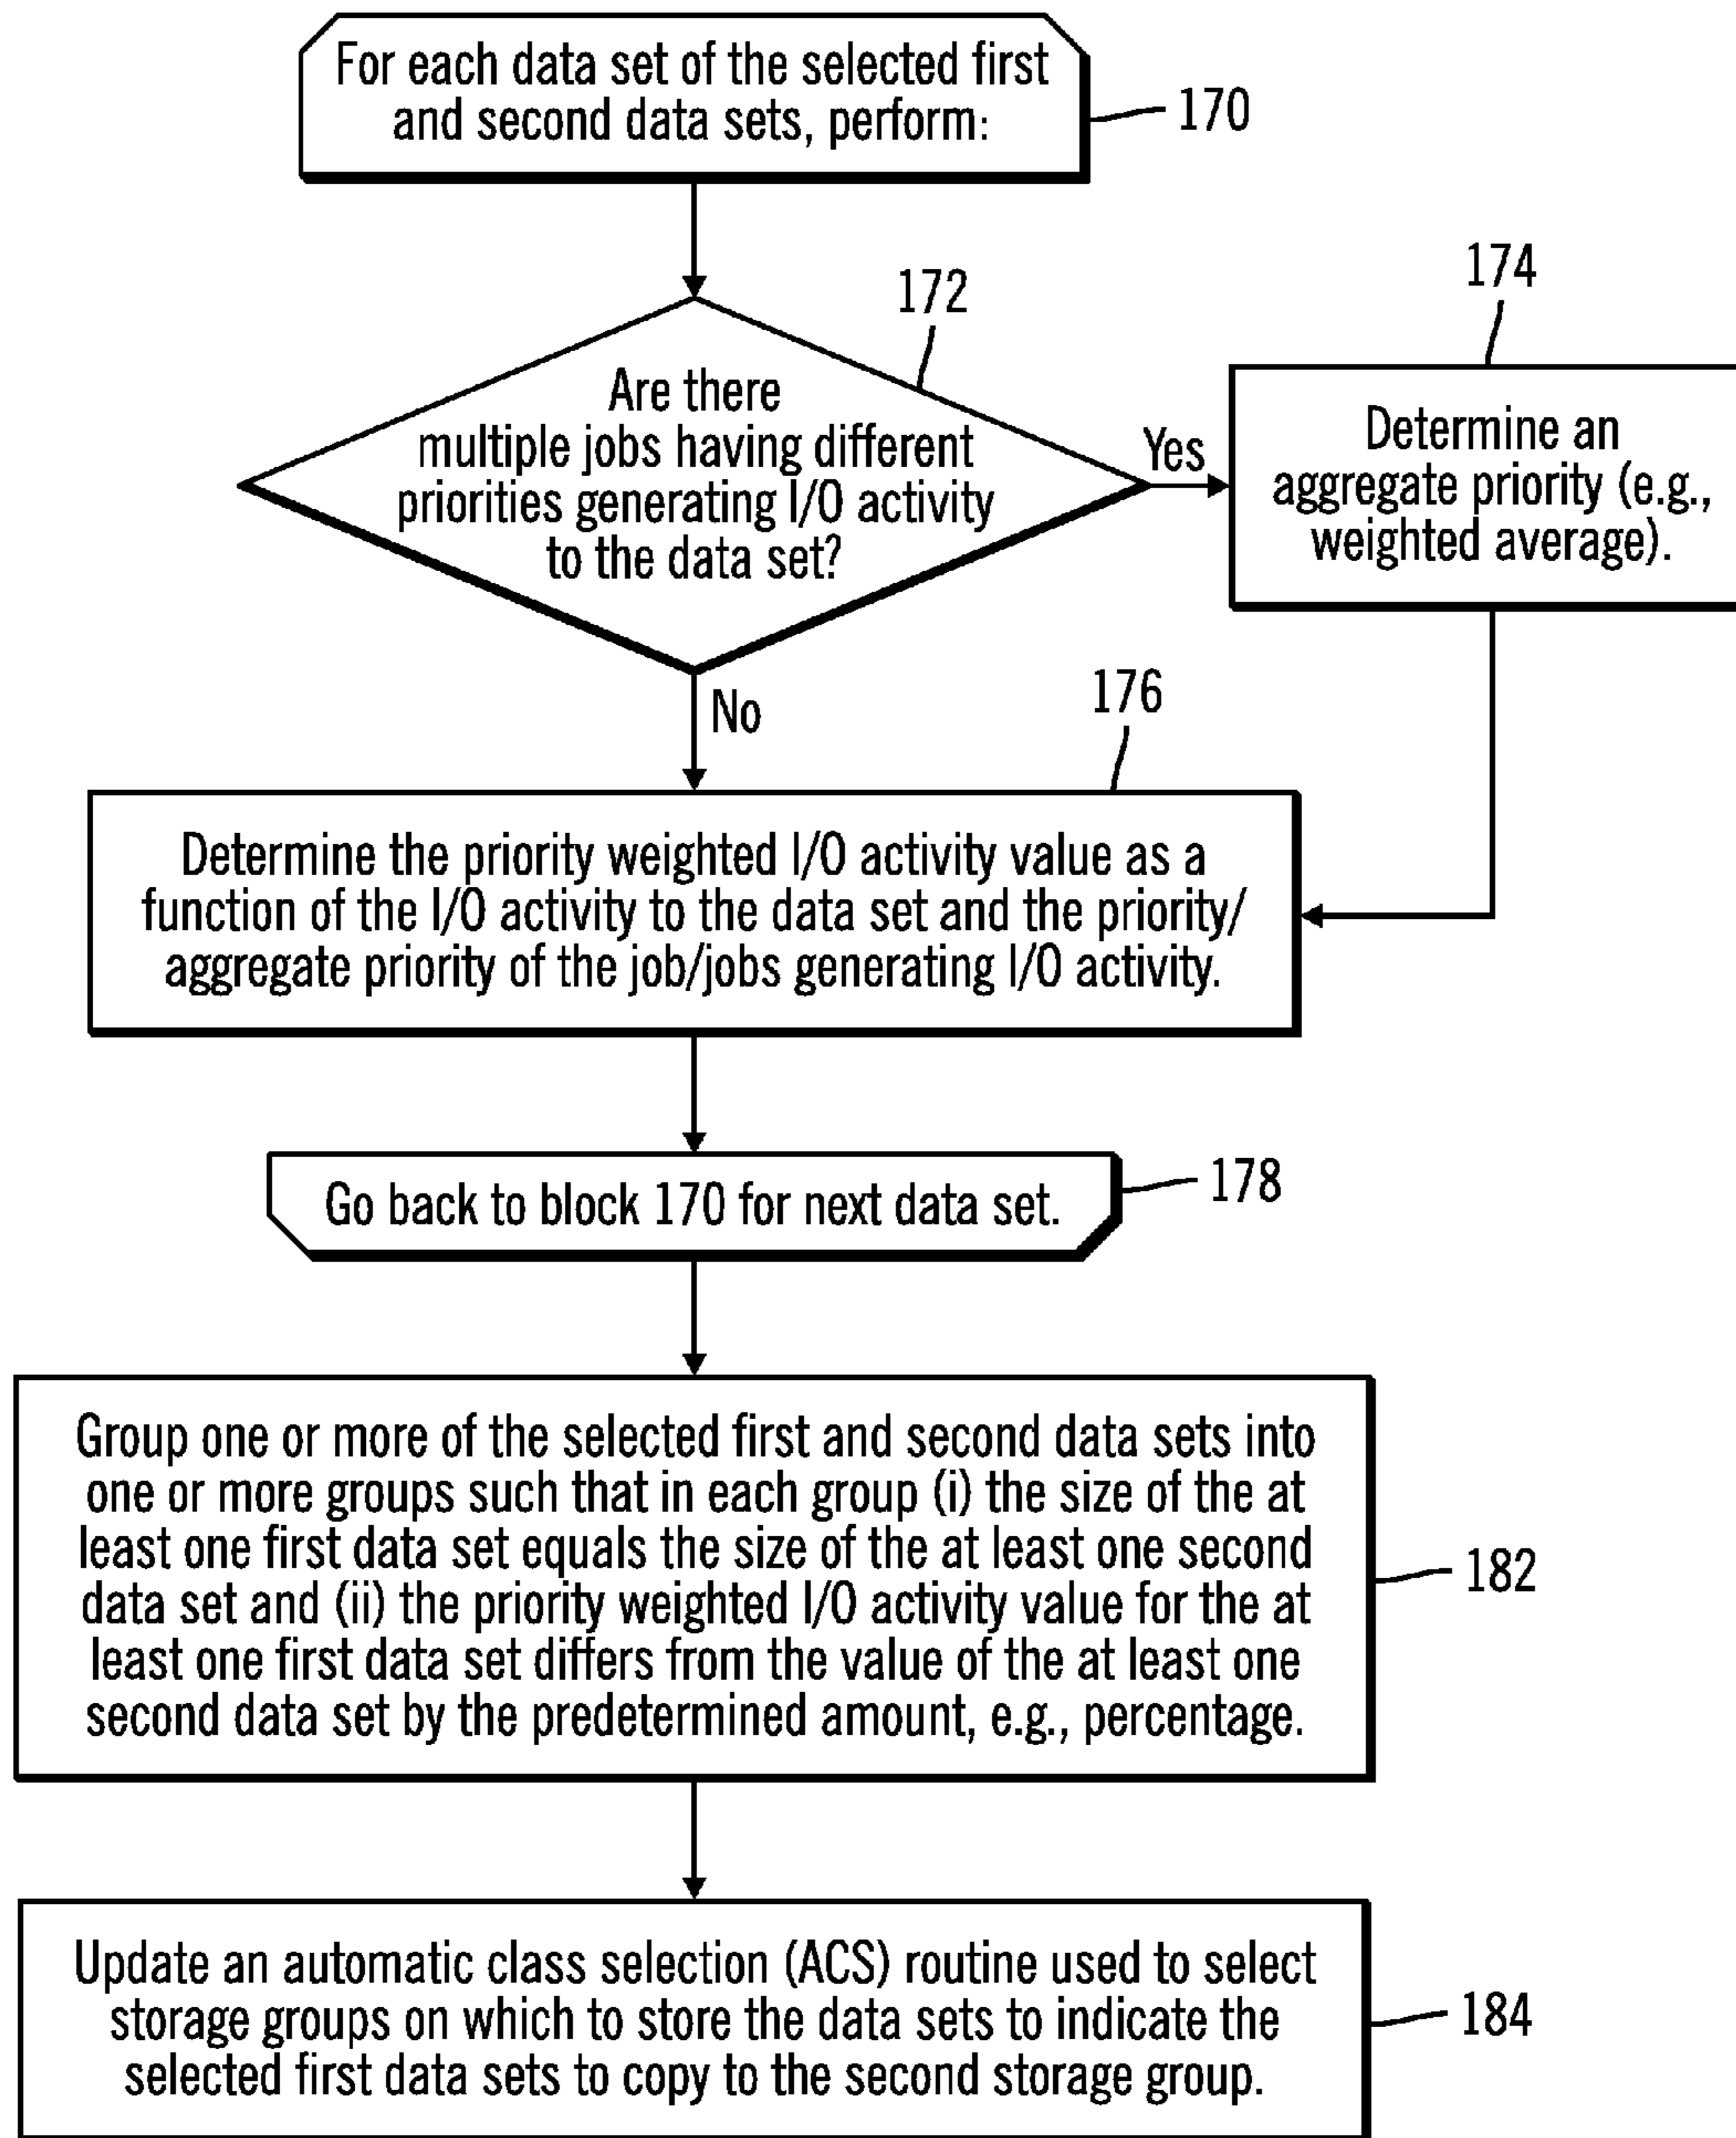 For each data set of the selected first
and second data sets, perform:
170
172
Are there
multiple jobs having different
priorities generating I/O activity
to the data set?
Yes
174
Determine an
aggregate priority (e.g.,
weighted average).
No
176
Determine the priority weighted I/O activity value as a
function of the I/O activity to the data set and the priority/
aggregate priority of the job/jobs generating I/O activity.
Go back to block 170 for next data set.
178
Group one or more of the selected first and second data sets into
one or more groups such that in each group (i) the size of the at
least one first data set equals the size of the at least one second
data set and (ii) the priority weighted I/O activity value for the at
least one first data set differs from the value of the at least one
second data set by the predetermined amount, e.g., percentage.
182
Update an automatic class selection (ACS) routine used to select
storage groups on which to store the data sets to indicate the
selected first data sets to copy to the second storage group.
184